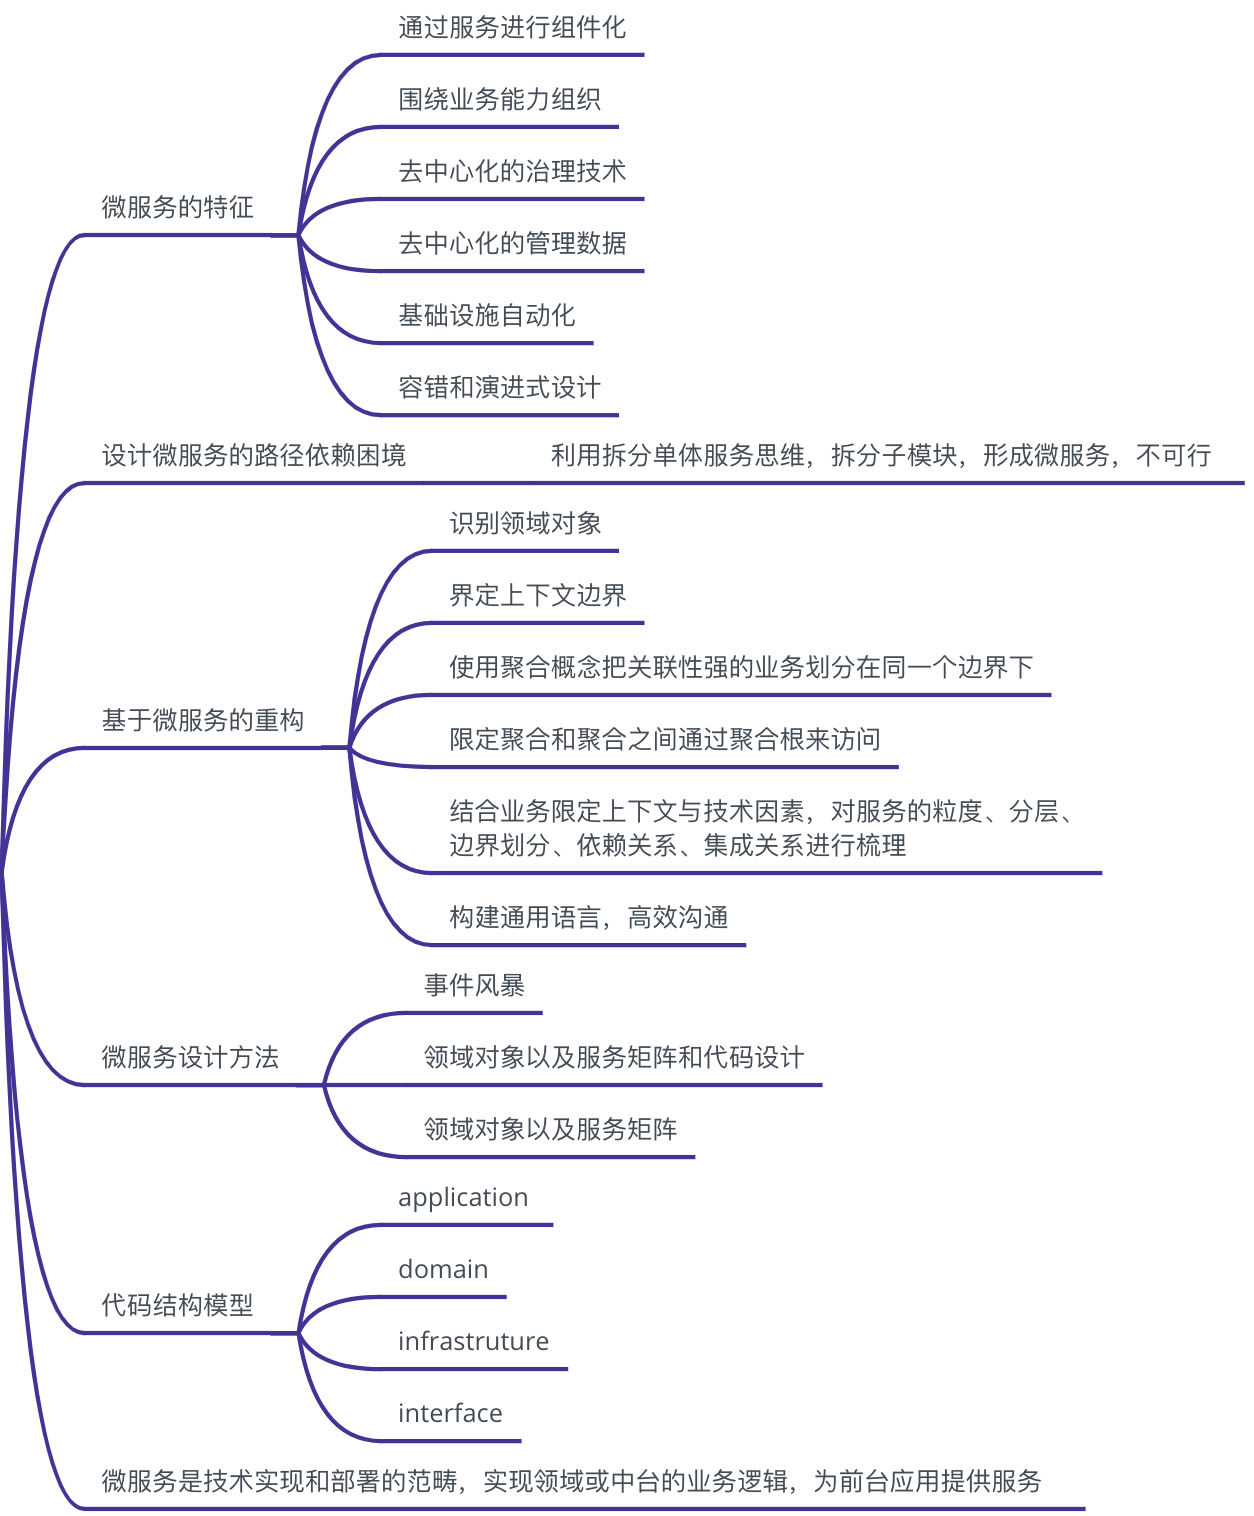 通过服务进行组件化
围绕业务能力组织
去中心化的治理技术
微服务的特征
去中心化的管理数据
基础设施自动化
容错和演进式设计
设计微服务的路径依赖困境
利用拆分单体服务思维，拆分子模块，形成微服务，不可行
识别领域对象
界定上下文边界
使用聚合概念把关联性强的业务划分在同一个边界下
基于微服务的重构
限定聚合和聚合之间通过聚合根来访问
结合业务限定上下文与技术因素，对服务的粒度、分层、
边界划分、依赖关系、集成关系进行梳理
构建通用语言，高效沟通
事件风暴
微服务设计方法
领域对象以及服务矩阵和代码设计
领域对象以及服务矩阵
application
domain
代码结构模型
infrastruture
interface
微服务是技术实现和部署的范畴，实现领域或中台的业务逻辑，为前台应用提供服务